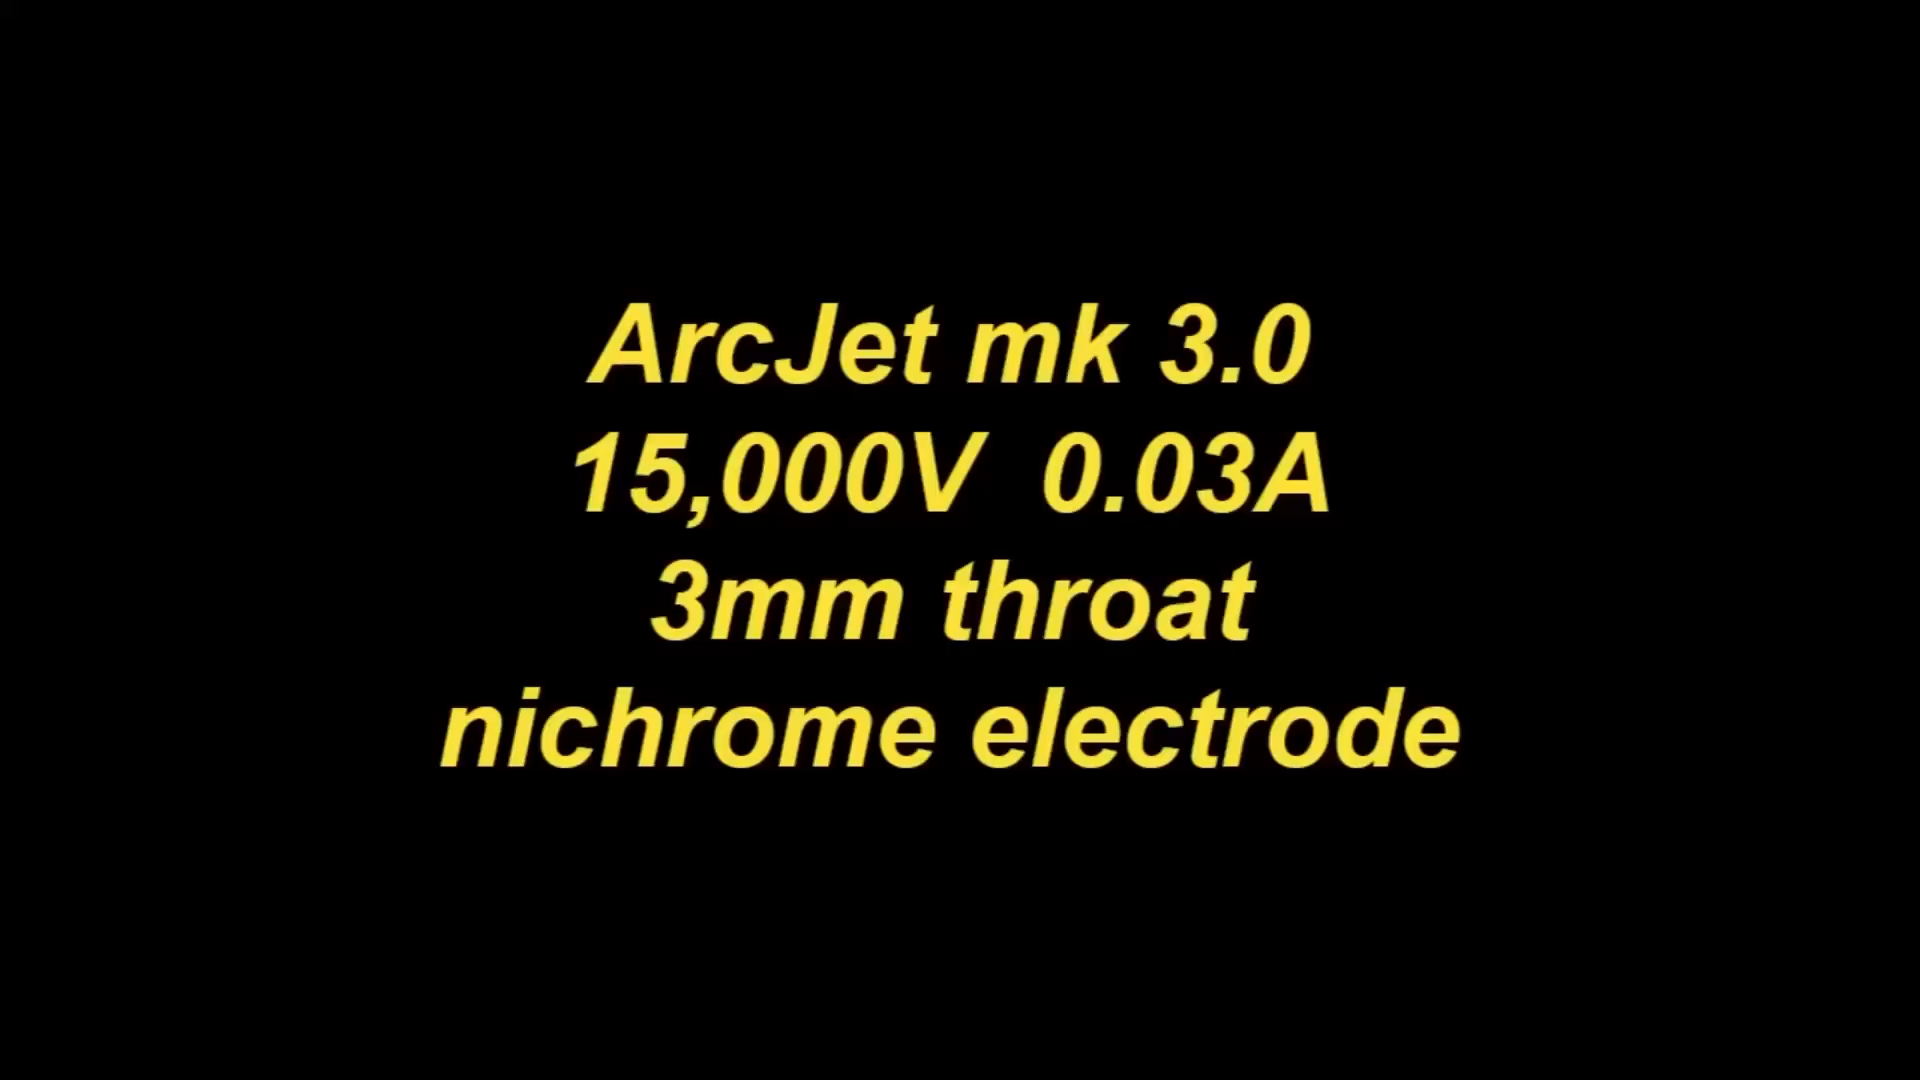 ArcJet mk 3.0
15,000V  0.03A
3mm throat
nichrome electrode